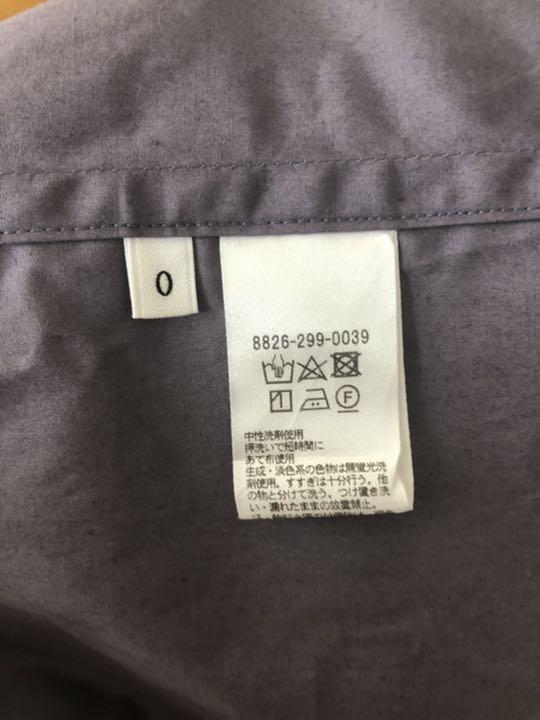 0
8826-299-0039
F
中性洗剤使用
押洗いで短時間に
あて布使用
生成・淡色系の色物は無蛍光洗
剤使用。すすぎは十分行う。他
の物と分けて洗う。つけ置き洗
い・濡れたままの放置禁止。